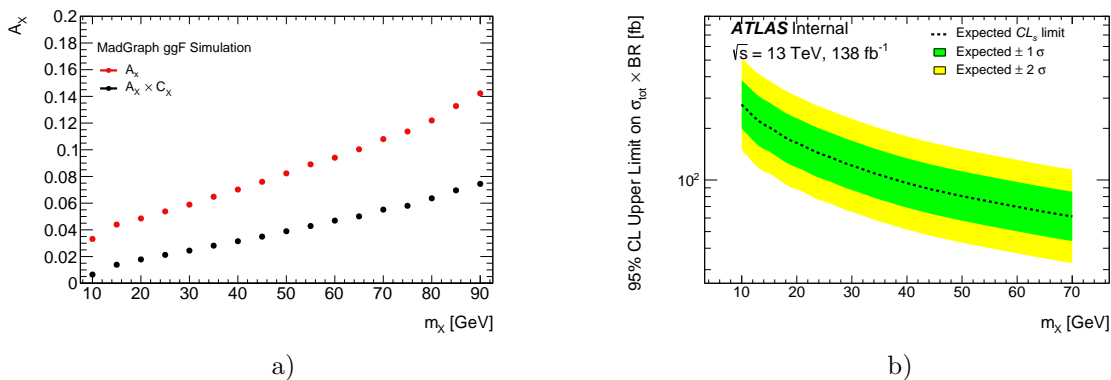 A_X
0.2
0.18
0.16
0.14
0.12
0.1
0.08
0.06
0.04
0.02
0
MadGraph ggF Simulation
A_x
A_X × C_X
10 20 30 40 50 60 70 80 90
m_X [GeV]
a)
95% CL Upper Limit on σ_tot × BR [fb]
10²
ATLAS Internal
√s = 13 TeV, 138 fb⁻¹
Expected CL_s limit
Expected ± 1 σ
Expected ± 2 σ
10 20 30 40 50 60 70
m_X [GeV]
b)